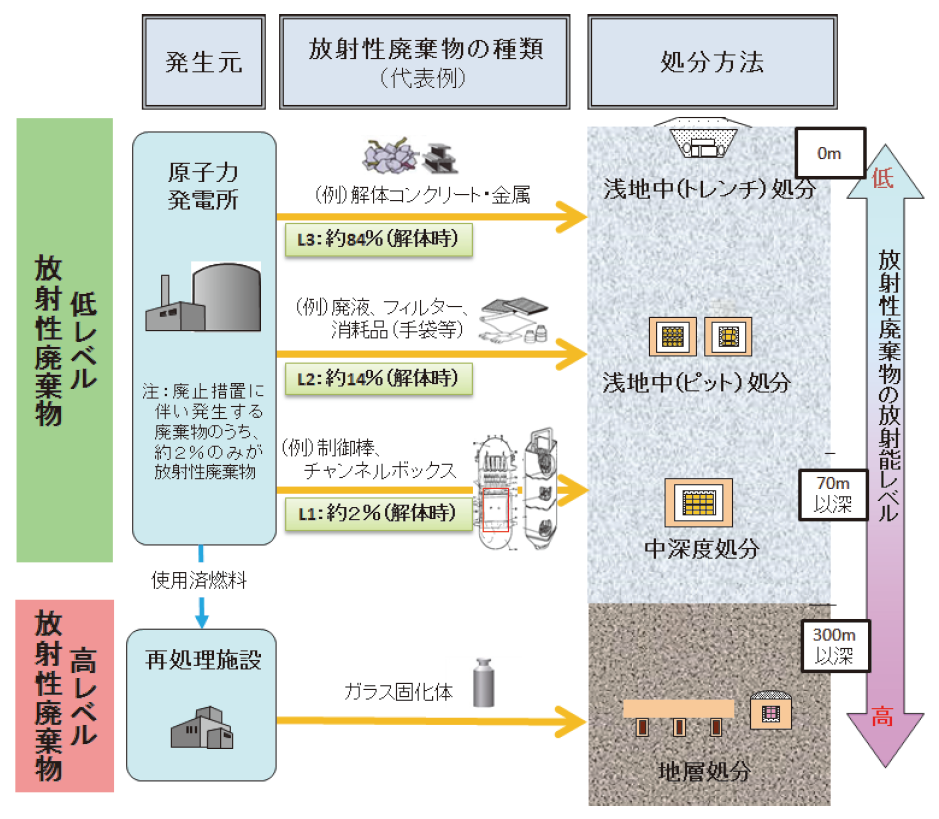 発生元
放射性廃棄物の種類
(代表例)
処分方法
低レベル
放射性廃棄物
原子力
発電所
注:廃止措置に
伴い発生する
廃棄物のうち、
約2%のみが
放射性廃棄物
(例)解体コンクリート・金属
L3:約84%(解体時)
(例)廃液、フィルター、
消耗品(手袋等)
L2:約14%(解体時)
(例)制御棒、
チャンネルボックス
L1:約2%(解体時)
浅地中(トレンチ)処分
浅地中(ピット)処分
中深度処分
0m
70m
以深
低
放射性廃棄物の放射能レベル
高
使用済燃料
高レベル
放射性廃棄物
再処理施設
ガラス固化体
地層処分
300m
以深